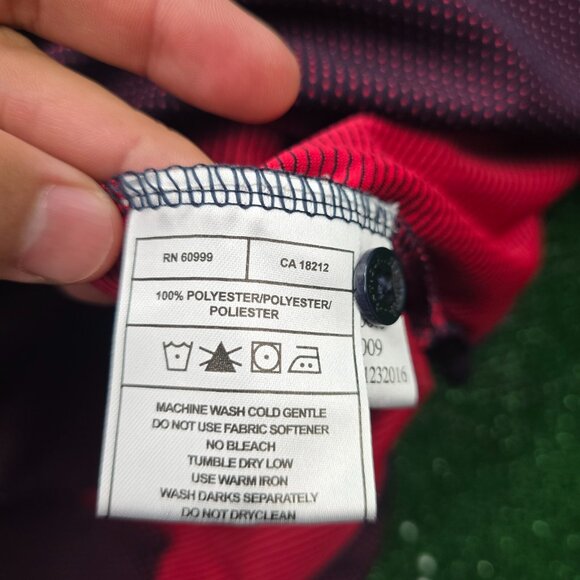 RN 60999
CA 18212
100% POLYESTER/POLYESTER/
POLIESTER
MACHINE WASH COLD GENTLE
DO NOT USE FABRIC SOFTENER
NO BLEACH
TUMBLE DRY LOW
USE WARM IRON
WASH DARKS SEPARATELY
DO NOT DRYCLEAN
009
1232016